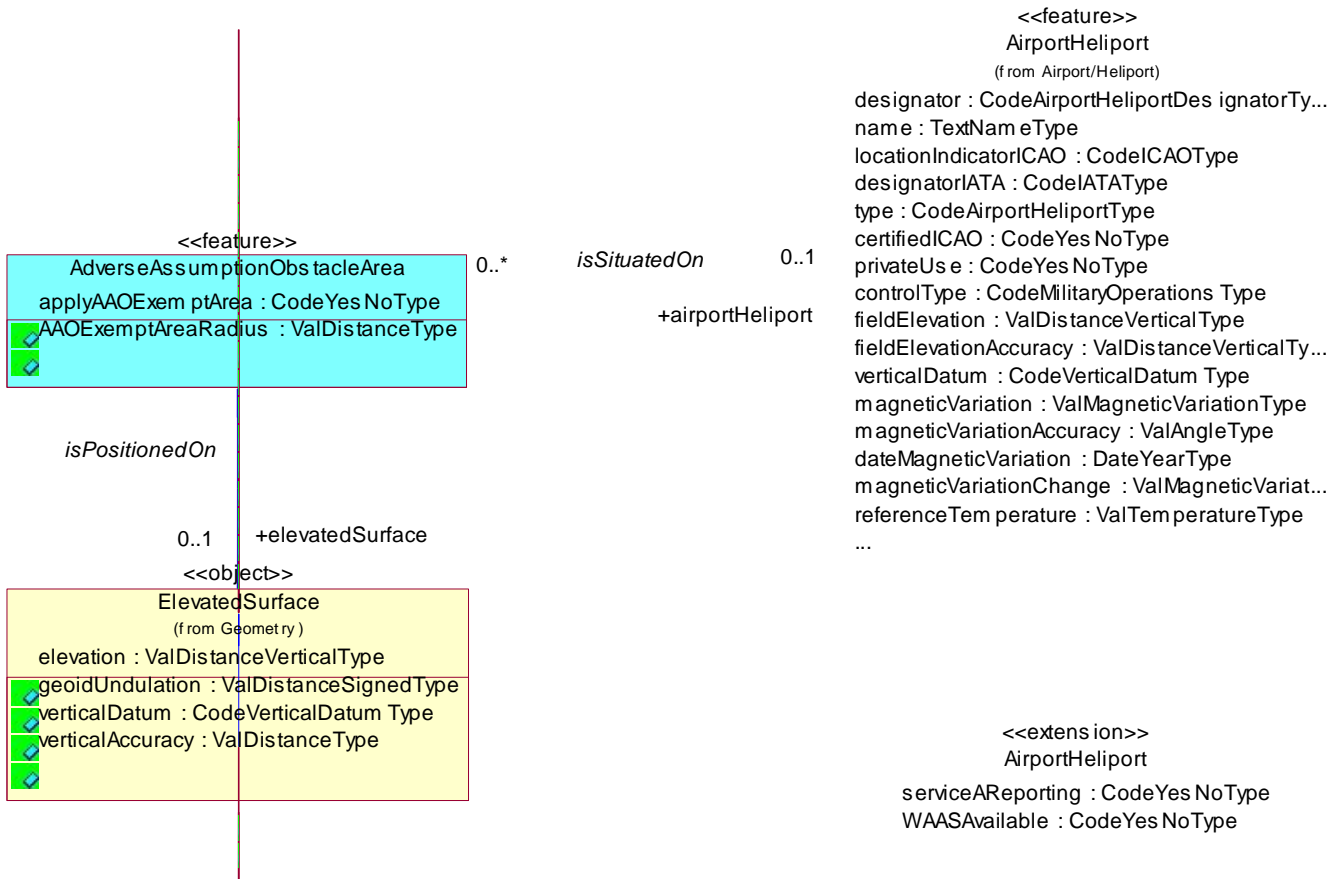 <<feature>>
AirportHeliport
(from Airport/Heliport)
designator : CodeAirportHeliportDesignatorTy...
name : TextNameType
locationIndicatorICAO : CodeICAOType
designatorIATA : CodeIATAType
type : CodeAirportHeliportType
certifiedICAO : CodeYesNoType
privateUse : CodeYesNoType
controlType : CodeMilitaryOperationsType
fieldElevation : ValDistanceVerticalType
fieldElevationAccuracy : ValDistanceVerticalTy...
verticalDatum : CodeVerticalDatumType
magneticVariation : ValMagneticVariationType
magneticVariationAccuracy : ValAngleType
dateMagneticVariation : DateYearType
magneticVariationChange : ValMagneticVariat...
referenceTemperature : ValTemperatureType
...
<<feature>>
AdverseAssumptionObstacleArea
applyAAOExemptArea : CodeYesNoType
AAOExemptAreaRadius : ValDistanceType
0..*
isSituatedOn
0..1
+airportHeliport
isPositionedOn
0..1
+elevatedSurface
<<object>>
ElevatedSurface
(from Geometry)
elevation : ValDistanceVerticalType
geoidUndulation : ValDistanceSignedType
verticalDatum : CodeVerticalDatumType
verticalAccuracy : ValDistanceType
<<extension>>
AirportHeliport
serviceAReporting : CodeYesNoType
WAASAvailable : CodeYesNoType